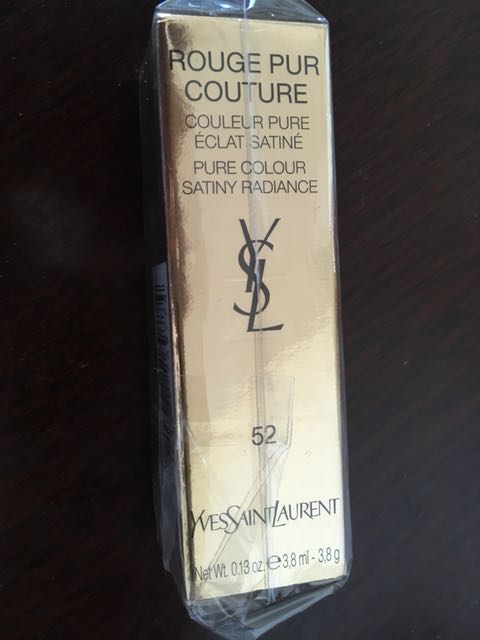 ROUGE PUR
COUTURE
COULEUR PURE
ÉCLAT SATINÉ
PURE COLOUR
SATINY RADIANCE
YSL
52
YVESSAINTLAURENT
Net Wt. 0.13 oz. ℮ 3,8 ml - 3,8 g